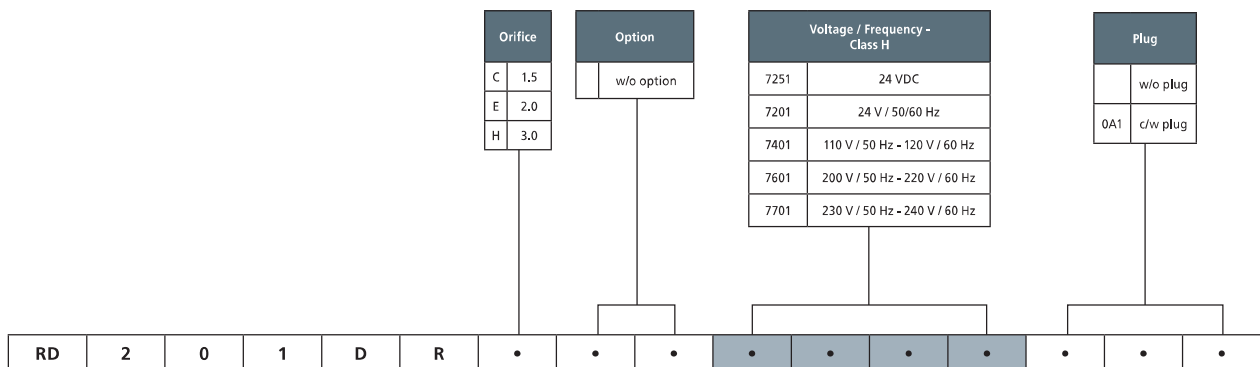 Orifice
C 1.5
E 2.0
H 3.0
Option
w/o option
Voltage / Frequency -
Class H
7251 24 VDC
7201 24 V / 50/60 Hz
7401 110 V / 50 Hz - 120 V / 60 Hz
7601 200 V / 50 Hz - 220 V / 60 Hz
7701 230 V / 50 Hz - 240 V / 60 Hz
Plug
w/o plug
0A1 c/w plug
RD 2 0 1 D R • • • • • • • • • •